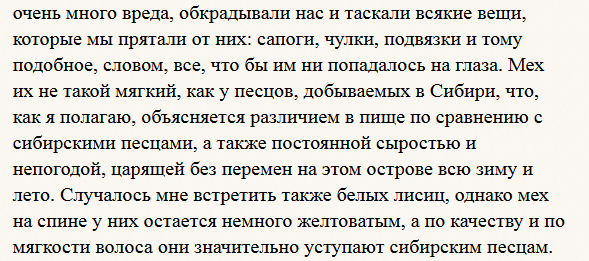 очень много вреда, обкрадывали нас и таскали всякие вещи,
которые мы прятали от них: сапоги, чулки, подвязки и тому
подобное, словом, все, что бы им ни попадалось на глаза. Мех
их не такой мягкий, как у песцов, добываемых в Сибири, что,
как я полагаю, объясняется различием в пище по сравнению с
сибирскими песцами, а также постоянной сыростью и
непогодой, царящей без перемен на этом острове всю зиму и
лето. Случалось мне встретить также белых лисиц, однако мех
на спине у них остается немного желтоватым, а по качеству и по
мягкости волоса они значительно уступают сибирским песцам.